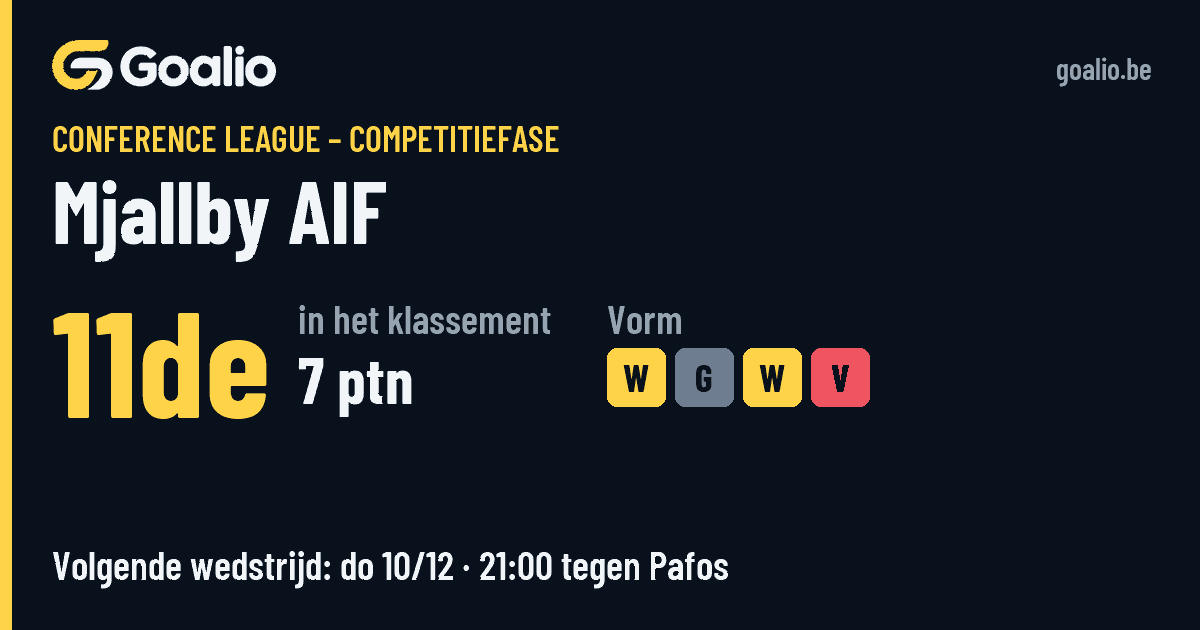 Goalio
goalio.be
CONFERENCE LEAGUE – COMPETITIEFASE
Mjallby AIF
11de
in het klassement
7 ptn
Vorm
W G W V
Volgende wedstrijd: do 10/12 · 21:00 tegen Pafos